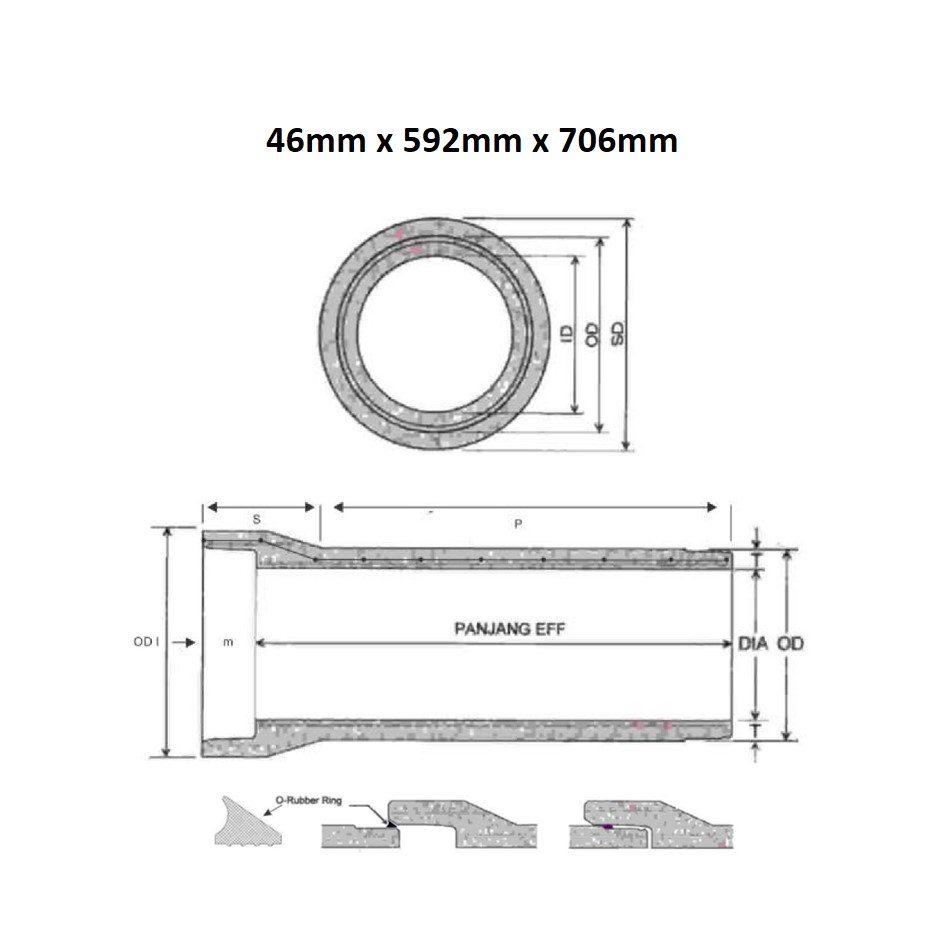 46mm x 592mm x 706mm
ID
OD
SD
S
P
T
PANJANG EFF
OD I
m
DIA
OD
T
O-Rubber Ring